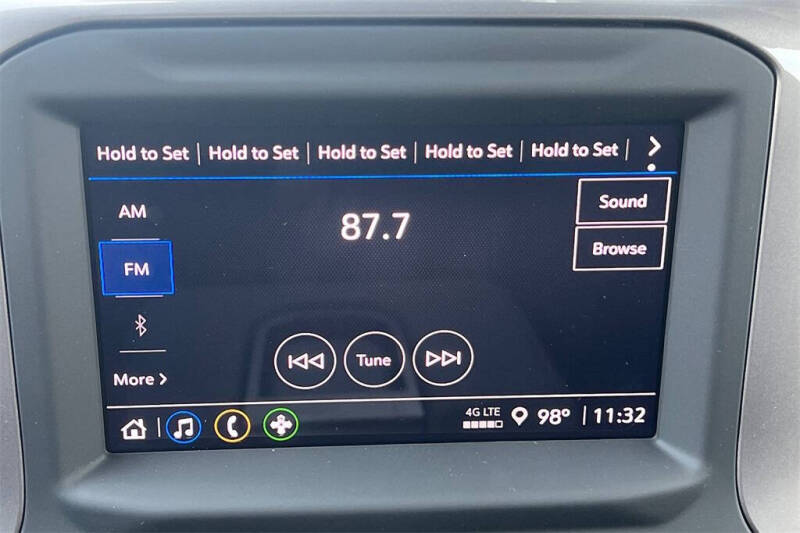 Hold to Set | Hold to Set | Hold to Set | Hold to Set | Hold to Set | >
AM
87.7
Sound
FM
Browse
Tune
More >
4G LTE
98° | 11:32